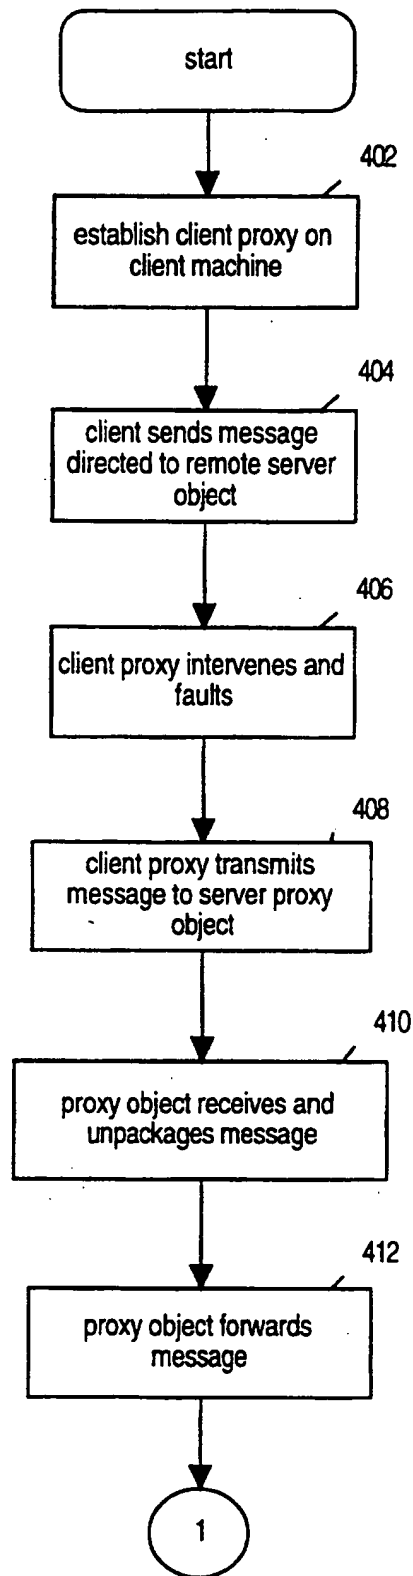 start
402
establish client proxy on
client machine
404
client sends message
directed to remote server
object
406
client proxy intervenes and
faults
408
client proxy transmits
message to server proxy
object
410
proxy object receives and
unpackages message
412
proxy object forwards
message
1